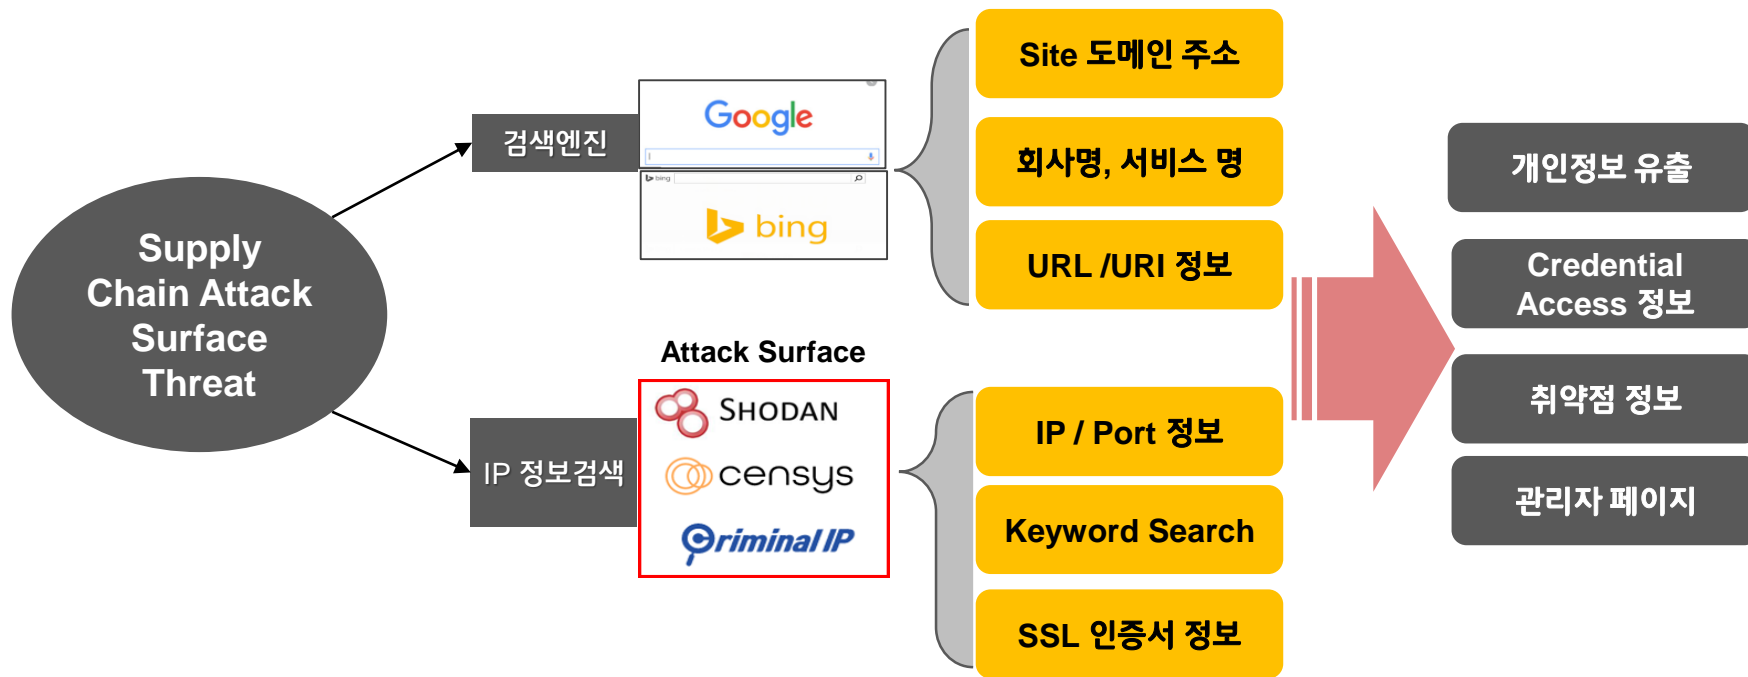 Supply
Chain Attack
Surface
Threat
검색엔진
Google
bing
bing
Site 도메인 주소
회사명, 서비스 명
URL /URI 정보
Attack Surface
IP 정보검색
SHODAN
censys
Criminal IP
IP / Port 정보
Keyword Search
SSL 인증서 정보
개인정보 유출
Credential
Access 정보
취약점 정보
관리자 페이지